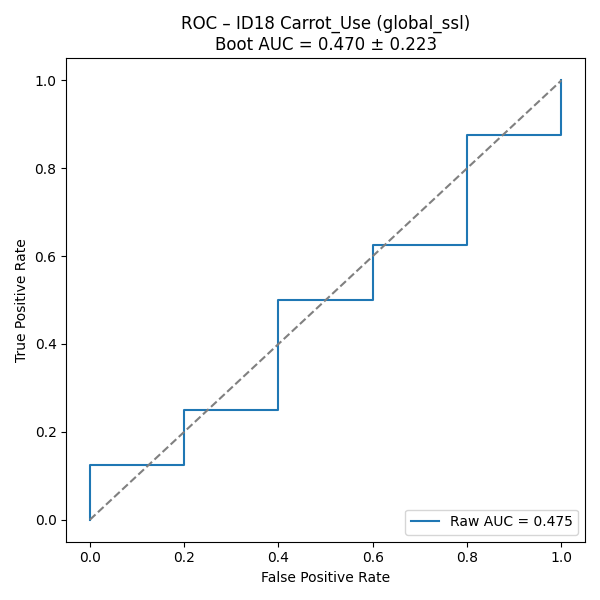 ROC – ID18 Carrot_Use (global_ssl)
Boot AUC = 0.470 ± 0.223
True Positive Rate
1.0
0.8
0.6
0.4
0.2
0.0
0.0 0.2 0.4 0.6 0.8 1.0
False Positive Rate
Raw AUC = 0.475